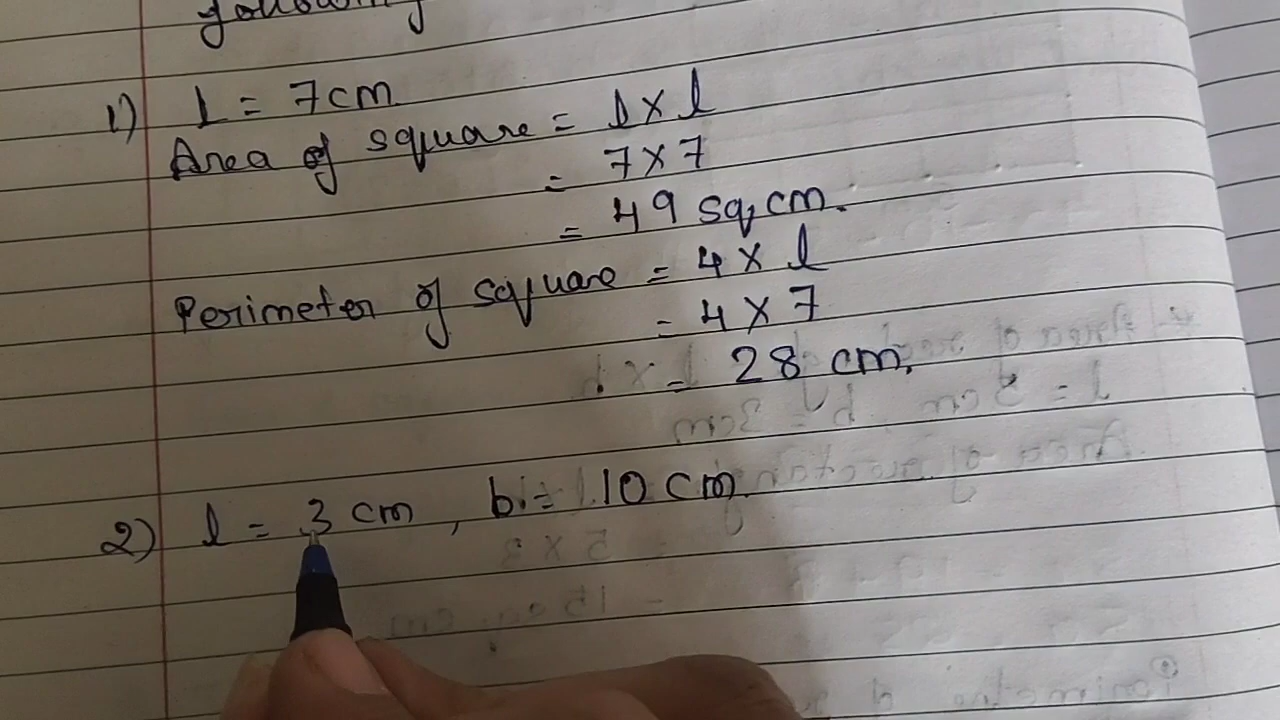 following
1) l = 7cm
Area of square = l x l
= 7 x 7
= 49 sq cm.
Perimeter of square = 4 x l
= 4 x 7
= 28 cm.
2) l = 3 cm , b = 10 cm